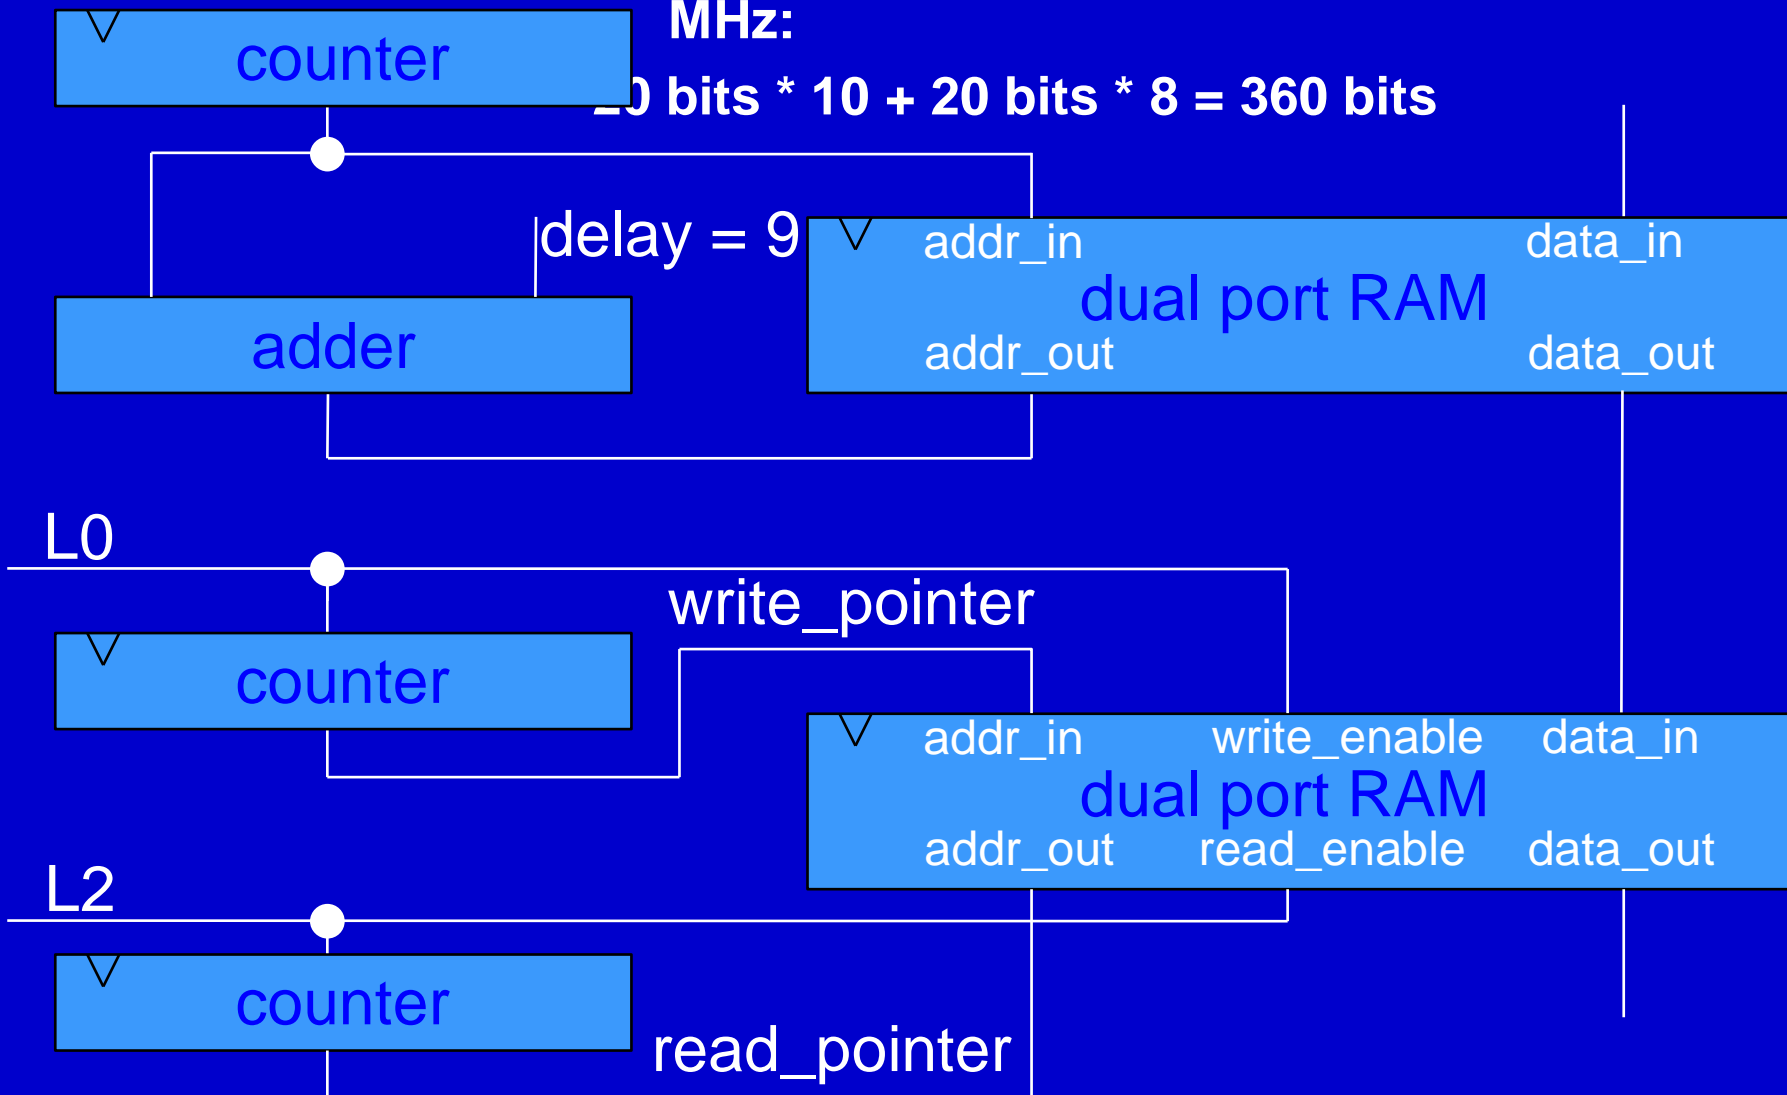 MHz:
counter
0 bits * 10 + 20 bits * 8 = 360 bits
delay = 9
addr_in
data_in
dual port RAM
adder
addr_out
data_out
L0
write_pointer
counter
addr_in
write_enable
data_in
dual port RAM
addr_out
read_enable
data_out
L2
counter
read_pointer